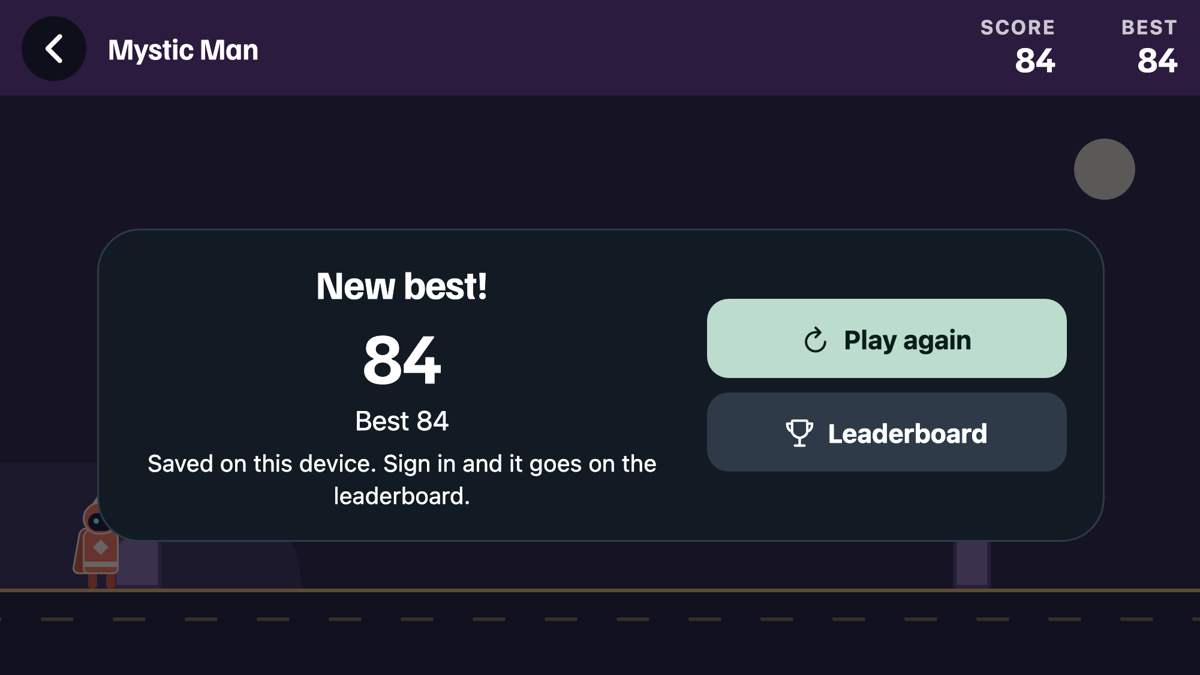 Mystic Man
SCORE
84
BEST
84
New best!
84
Best 84
Saved on this device. Sign in and it goes on the
leaderboard.
Play again
Leaderboard